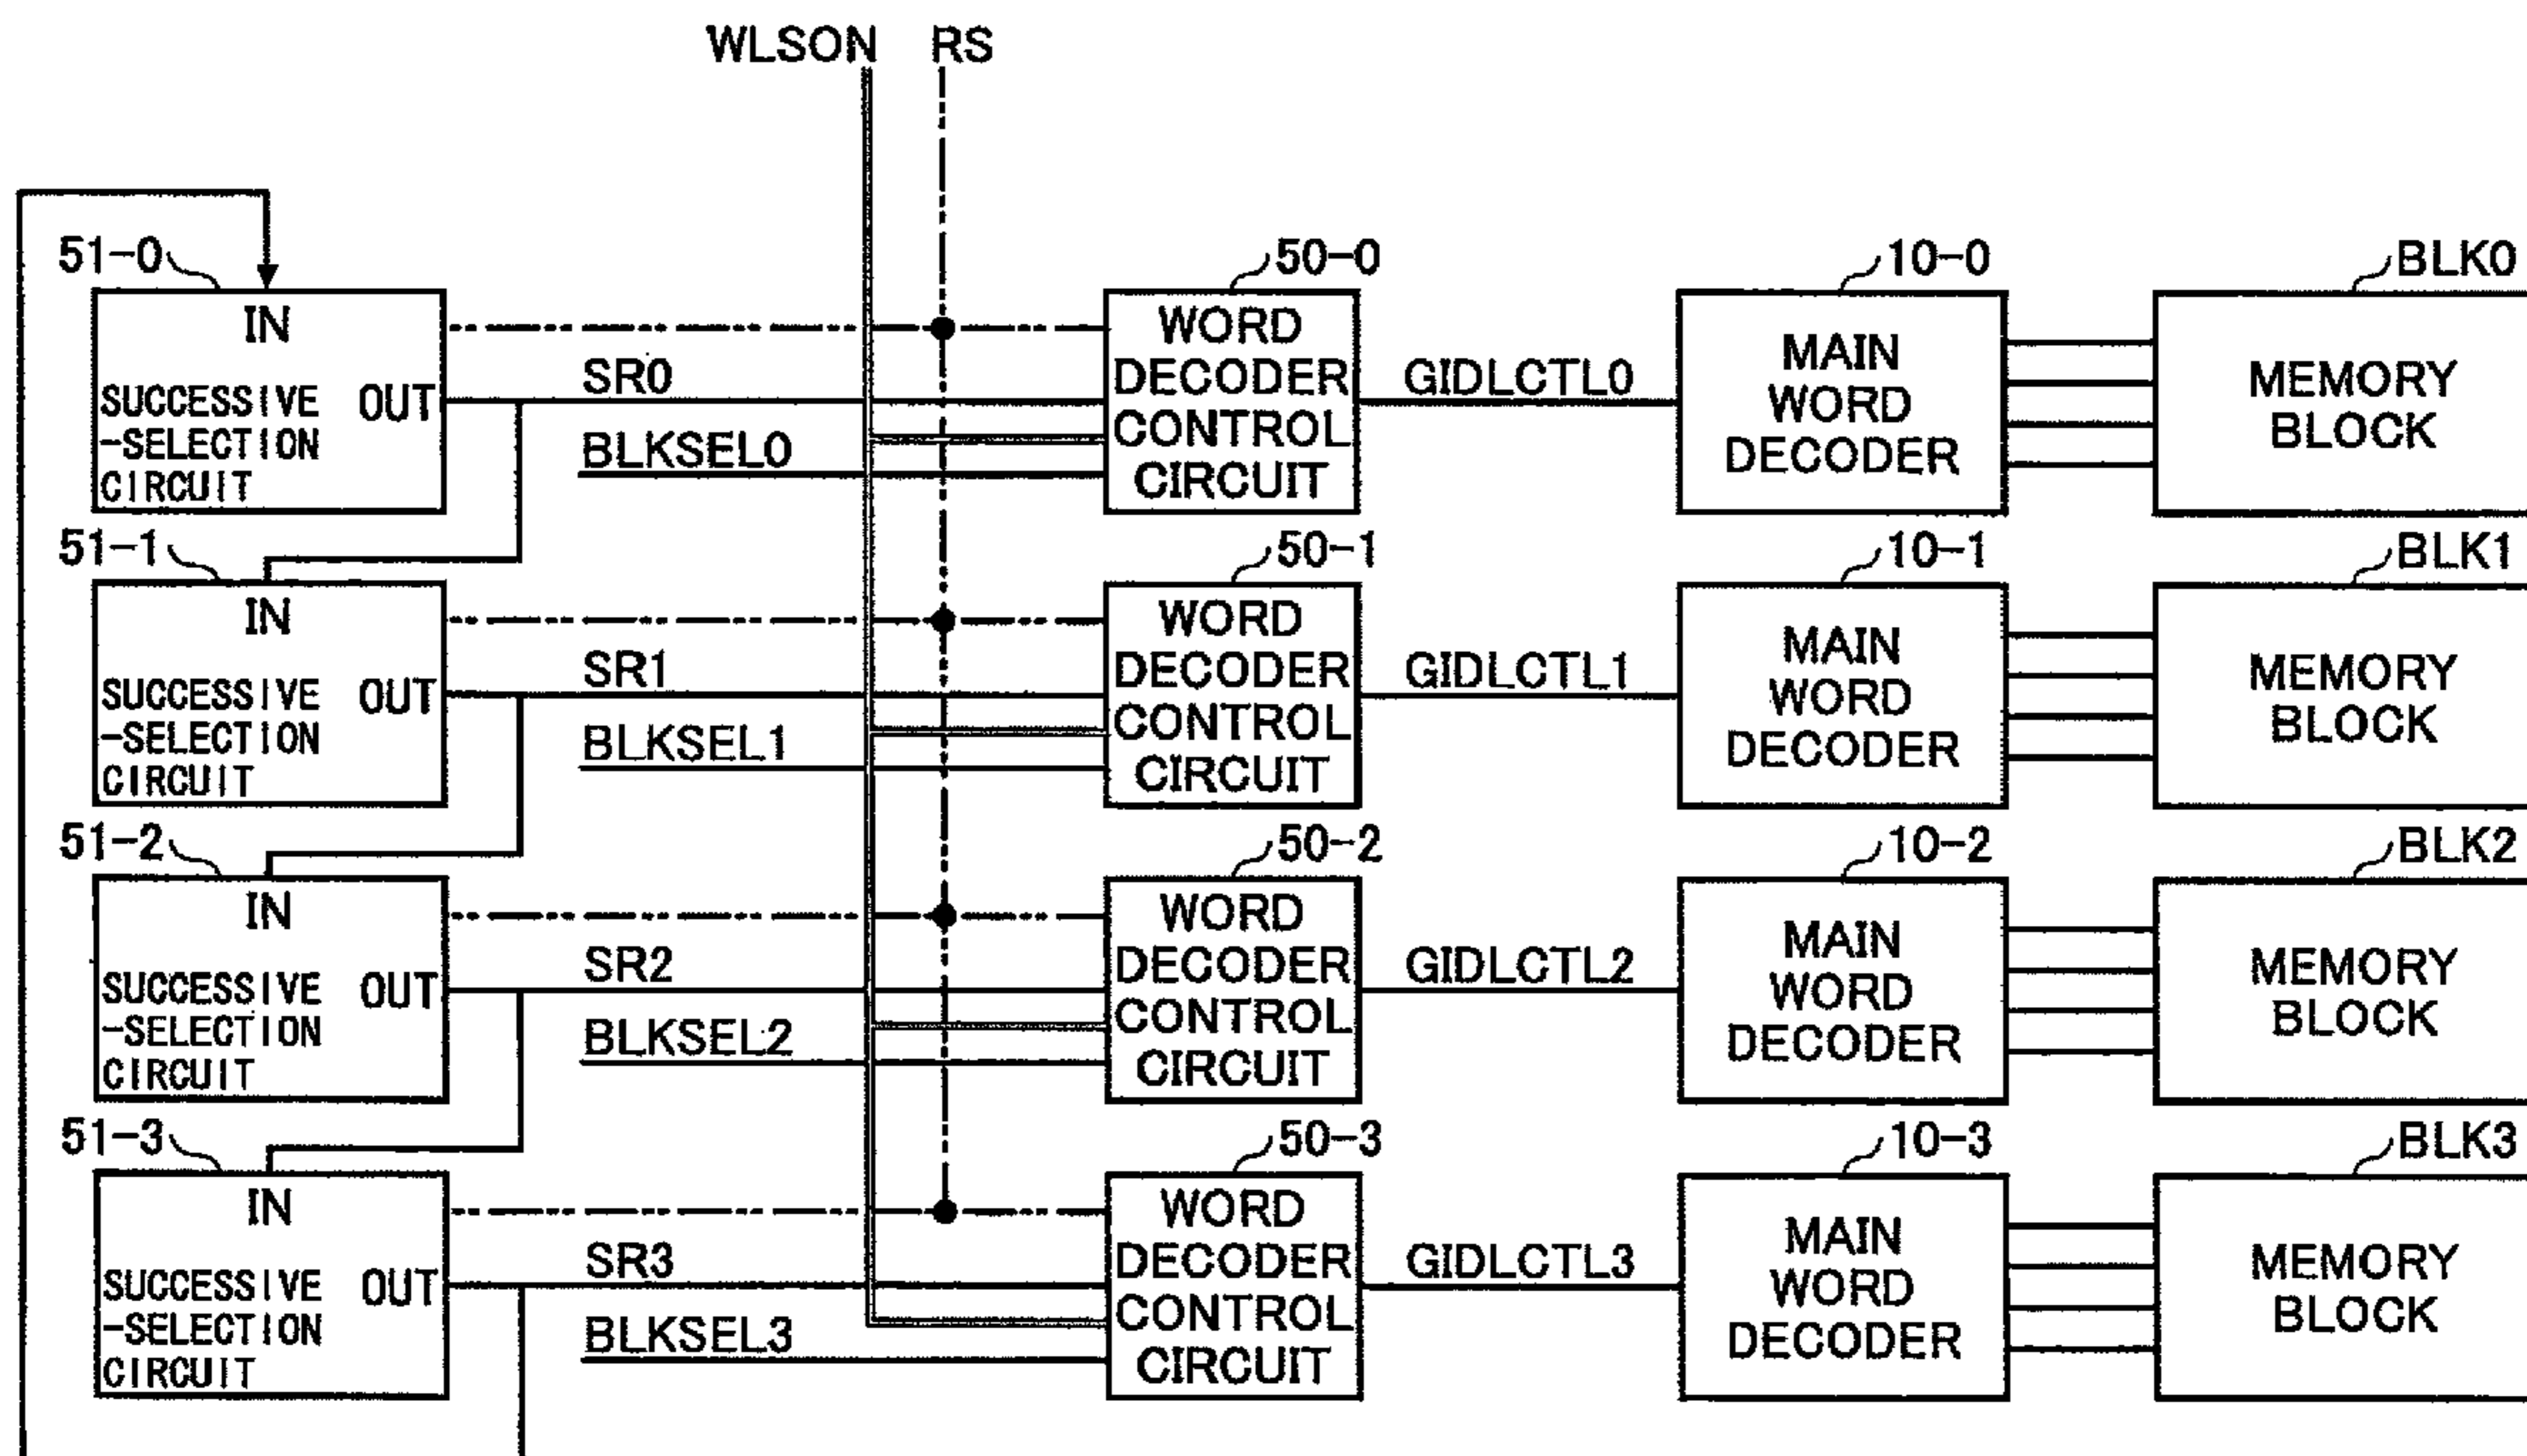 WLSON RS
51-0 50-0 10-0 BLK0
IN WORD
DECODER
CONTROL
CIRCUIT
MAIN
WORD
DECODER
MEMORY
BLOCK
SUCCESSIVE
-SELECTION
CIRCUIT
OUT SR0 GIDLCTL0
BLKSEL0
51-1 50-1 10-1 BLK1
IN WORD
DECODER
CONTROL
CIRCUIT
MAIN
WORD
DECODER
MEMORY
BLOCK
SUCCESSIVE
-SELECTION
CIRCUIT
OUT SR1 GIDLCTL1
BLKSEL1
51-2 50-2 10-2 BLK2
IN WORD
DECODER
CONTROL
CIRCUIT
MAIN
WORD
DECODER
MEMORY
BLOCK
SUCCESSIVE
-SELECTION
CIRCUIT
OUT SR2 GIDLCTL2
BLKSEL2
51-3 50-3 10-3 BLK3
IN WORD
DECODER
CONTROL
CIRCUIT
MAIN
WORD
DECODER
MEMORY
BLOCK
SUCCESSIVE
-SELECTION
CIRCUIT
OUT SR3 GIDLCTL3
BLKSEL3